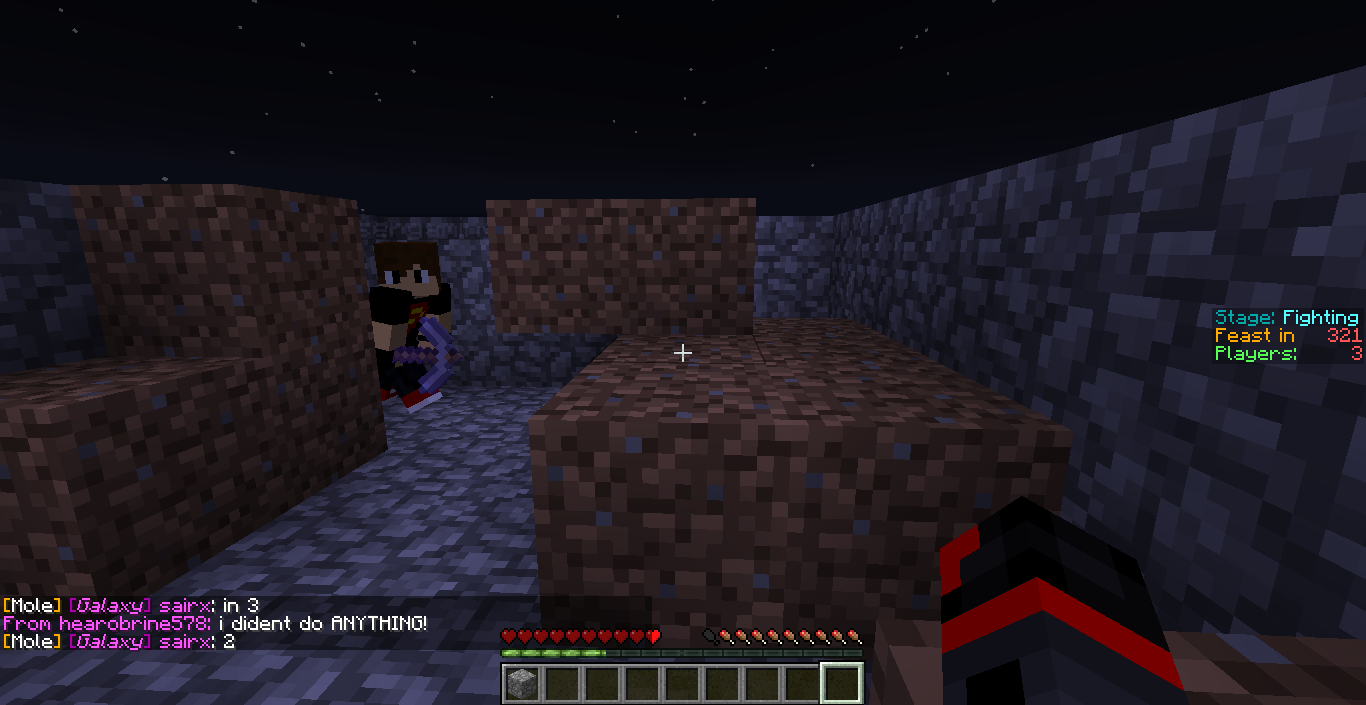 Stage: Fighting
Feast in 321
Players: 3
[Mole] [Galaxy] sairx: in 3
From hearobrine578: i dident do ANYTHING!
[Mole] [Galaxy] sairx: 2